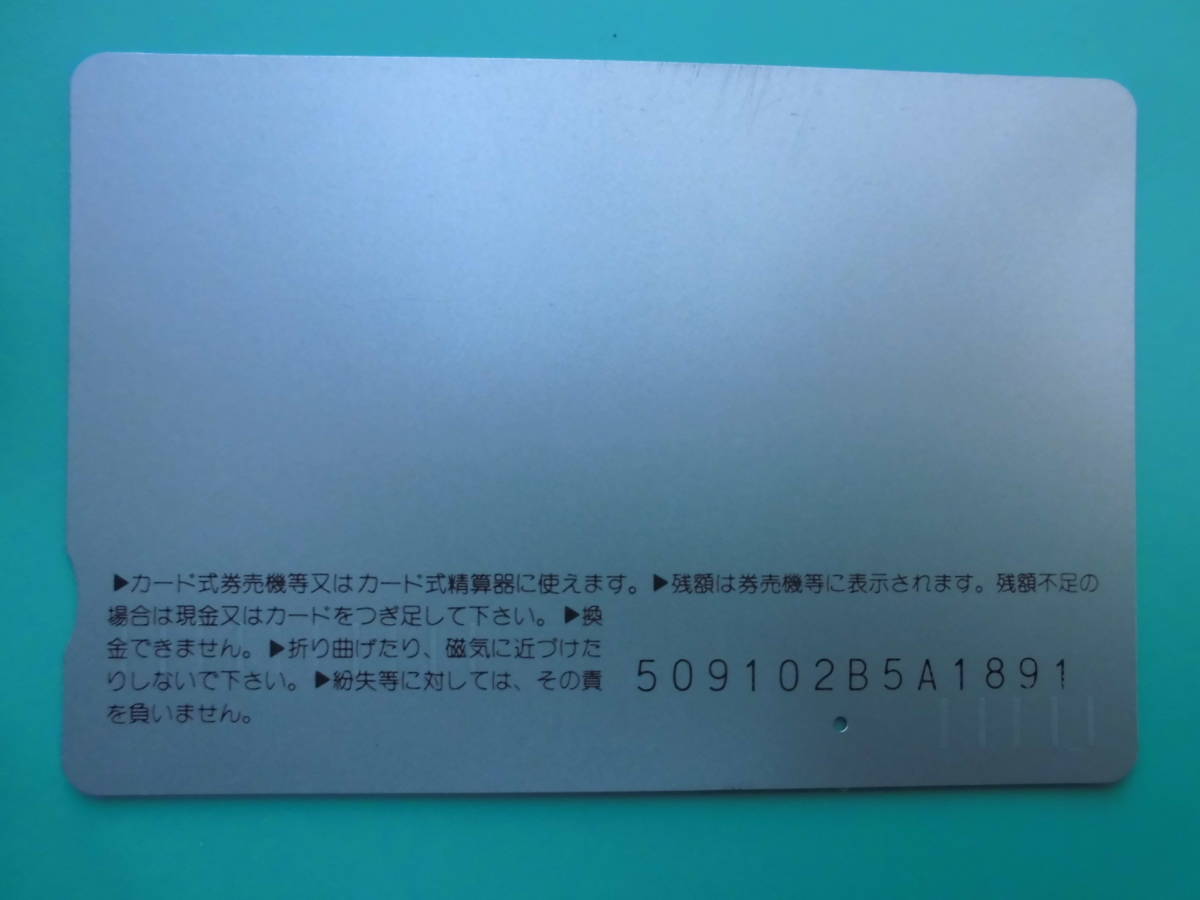 ▶カード式券売機等又はカード式精算器に使えます。▶残額は券売機等に表示されます。残額不足の
場合は現金又はカードをつぎ足して下さい。▶換
金できません。▶折り曲げたり、磁気に近づけた
りしないで下さい。▶紛失等に対しては、その責
を負いません。
509102B5A1891